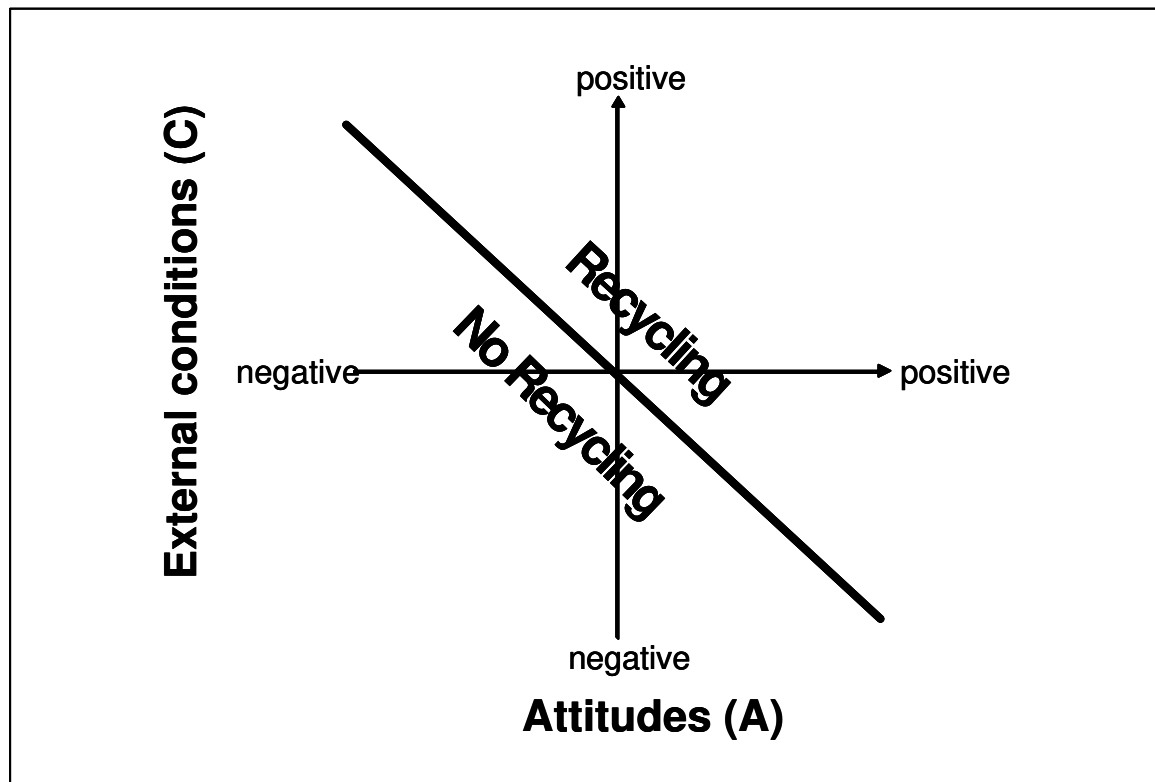 positive
External conditions (C)
Recycling
No Recycling
negative
positive
negative
Attitudes (A)